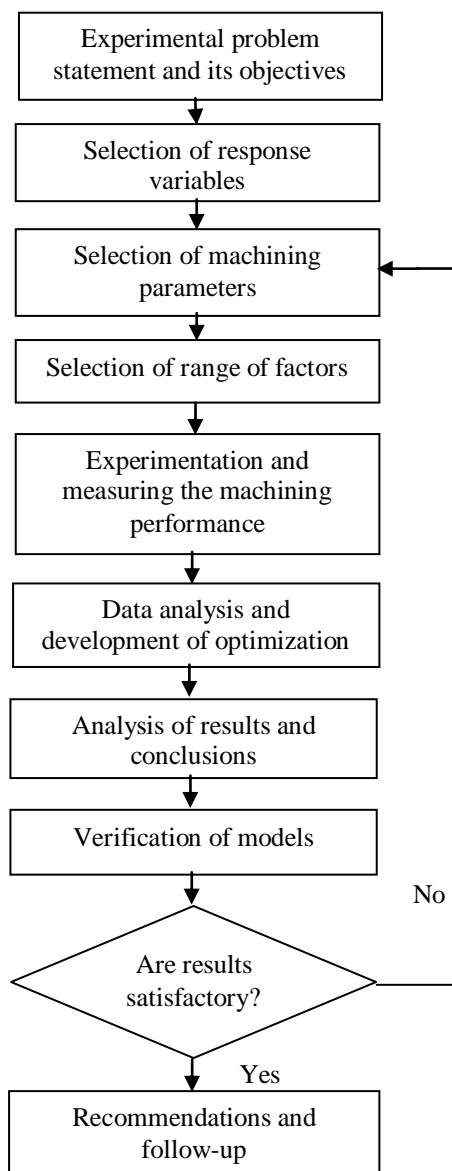 Experimental problem
statement and its objectives
Selection of response
variables
Selection of machining
parameters
Selection of range of factors
Experimentation and
measuring the machining
performance
Data analysis and
development of optimization
Analysis of results and
conclusions
Verification of models
No
Are results
satisfactory?
Yes
Recommendations and
follow-up